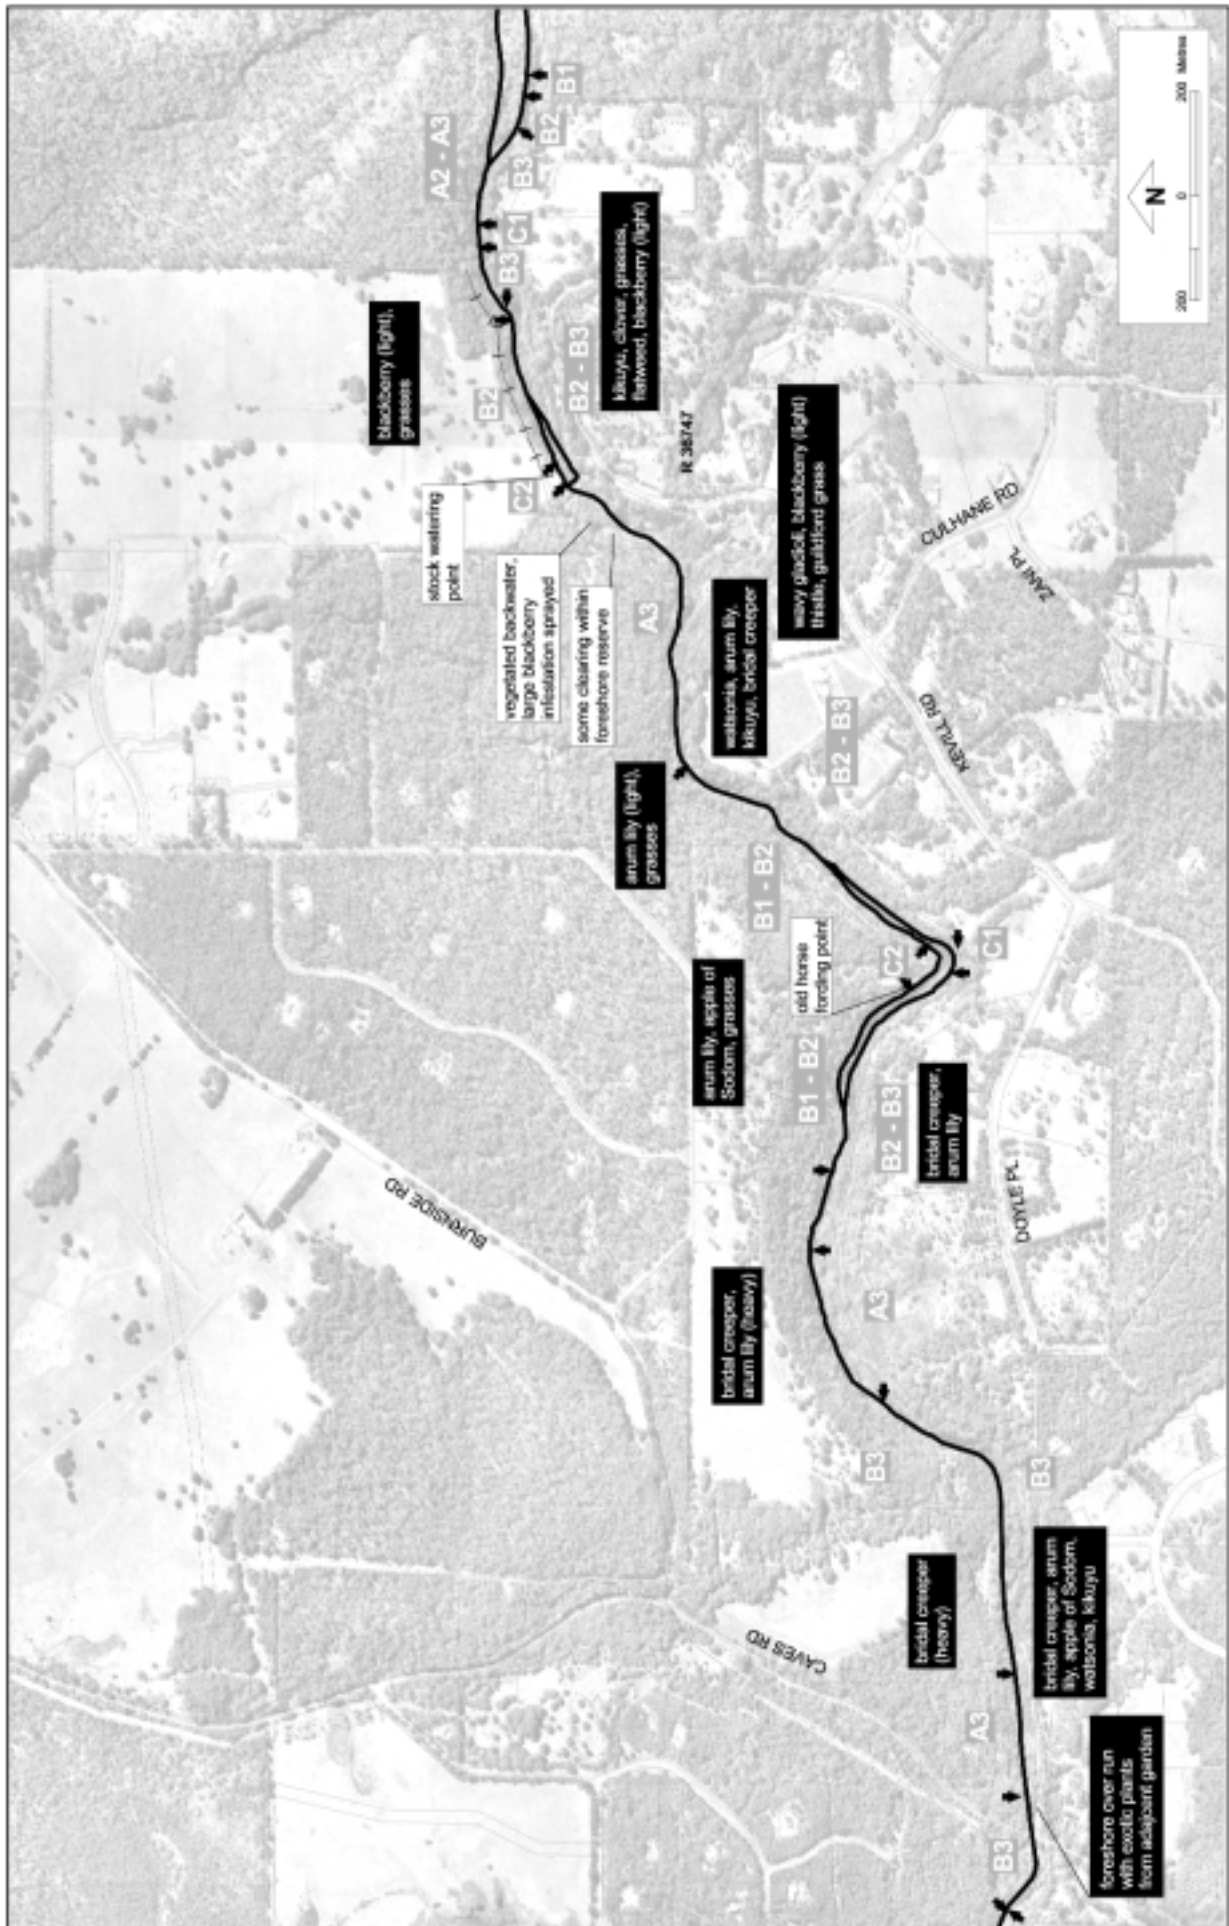 B3
foreshore over run
with exotic plants
from adjacent garden
A3
bridal creeper, arum
lily, apple of Sodom,
watsonia, kikuyu
bridal creeper
(heavy)
CAVES RD
B3
B3
bridal creeper,
arum lily (heavy)
A3
BURNSIDE RD
DOYLE PL
bridal creeper,
arum lily
B2 - B3
B1 - B2
arum lily, apple of
Sodom, grasses
old horse
fording point
C2
C1
B1 - B2
arum lily (light),
grasses
B2 - B3
KEVILL RD
watsonia, arum lily,
kikuyu, bridal creeper
A3
some clearing within
foreshore reserve
vegetated backwater,
large blackberry
infestation sprayed
stock watering
point
wavy gladioli, blackberry (light)
thistle, guildford grass
CULHANE RD
ZANI PL
R 36747
C2
B2
blackberry (light),
grasses
B2 - B3
kikuyu, clover, grasses,
flatweed, blackberry (light)
B3
C1
A2 - A3
B3
B2
B1
N
200 0 200 Metres